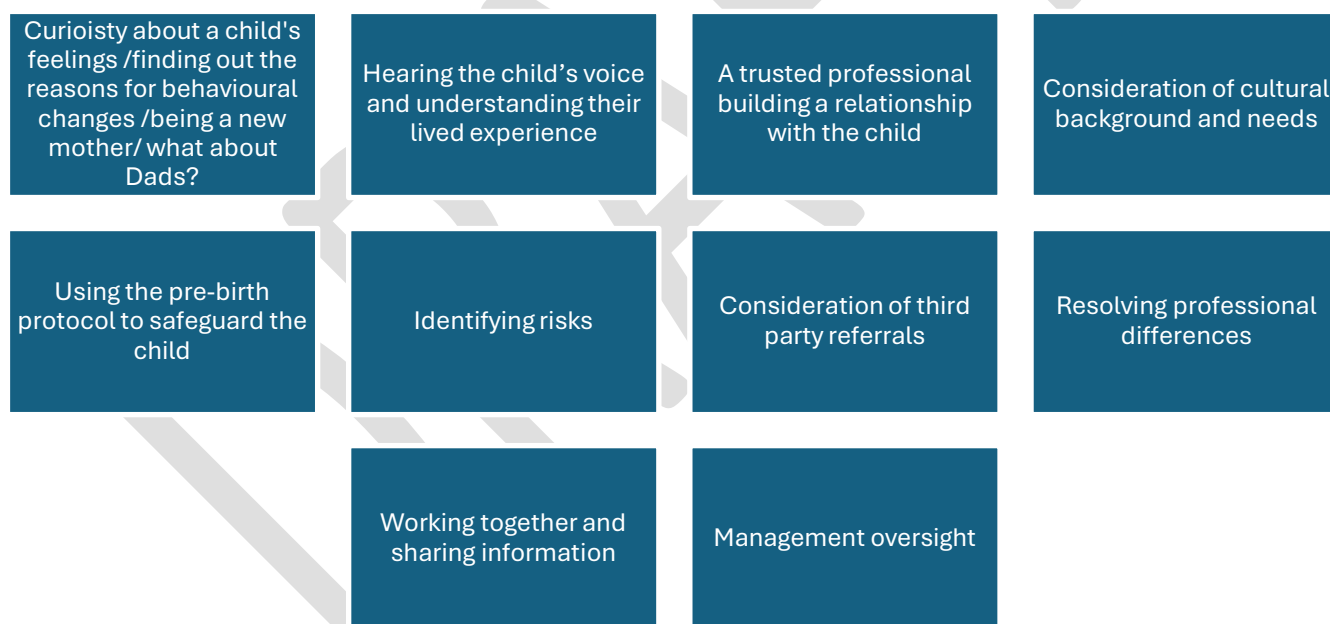 Curioisty about a child's
feelings /finding out the
reasons for behavioural
changes /being a new
mother/ what about
Dads?
Hearing the child’s voice
and understanding their
lived experience
A trusted professional
building a relationship
with the child
Consideration of cultural
background and needs
Using the pre-birth
protocol to safeguard the
child
Identifying risks
Consideration of third
party referrals
Resolving professional
differences
Working together and
sharing information
Management oversight